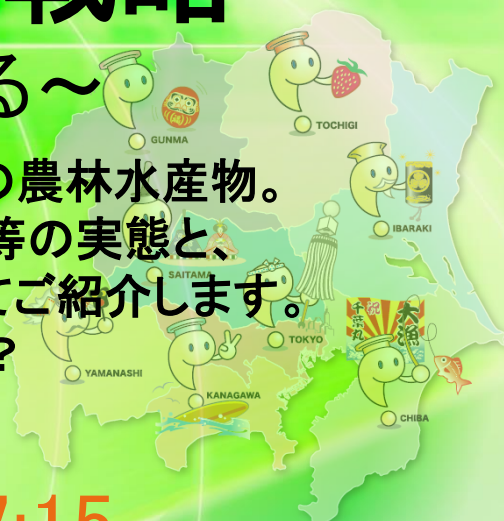 戦略
る～
GUNMA
TOCHIGI
の農林水産物。
IBARAKI
等の実態と、
SAITAMA
てご紹介します。
祝
千葉丸
大漁
TOKYO
?
YAMANASHI
KANAGAWA
CHIBA
7:15